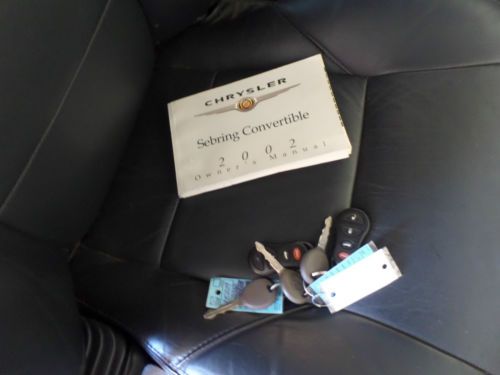 CHRYSLER
Sebring Convertible
2002
Owner's Manual